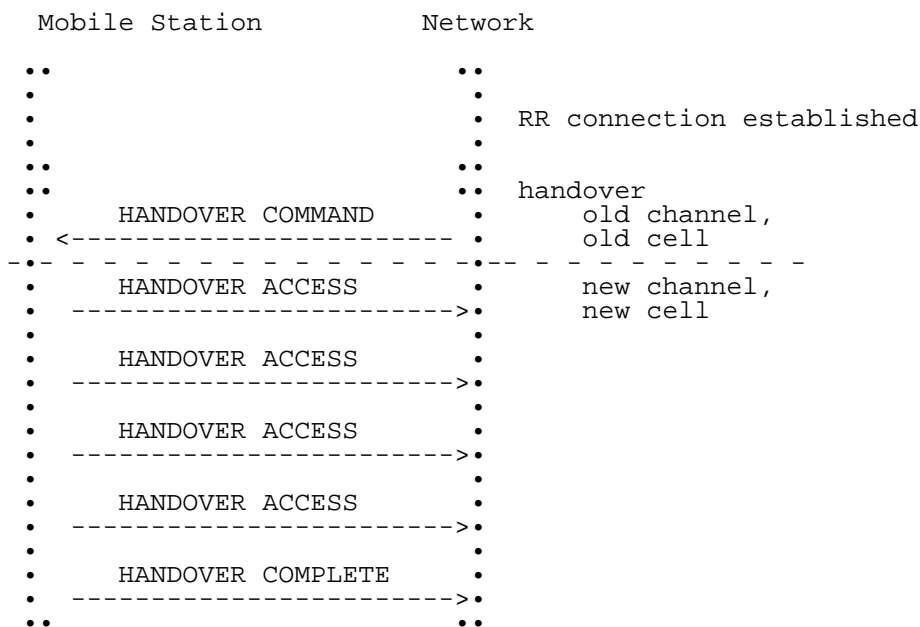 Mobile Station Network
RR connection established
handover
HANDOVER COMMAND old channel,
old cell
HANDOVER ACCESS new channel,
new cell
HANDOVER ACCESS
HANDOVER ACCESS
HANDOVER ACCESS
HANDOVER COMPLETE